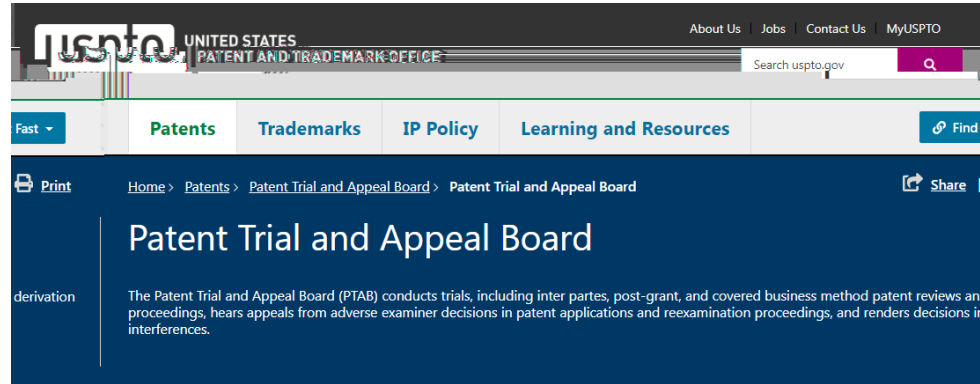 About Us Jobs Contact Us MyUSPTO
uspto UNITED STATES
PATENT AND TRADEMARK OFFICE
Search uspto.gov
Fast
Patents Trademarks IP Policy Learning and Resources
Find
Print
Home > Patents > Patent Trial and Appeal Board > Patent Trial and Appeal Board
Share
Patent Trial and Appeal Board
derivation
The Patent Trial and Appeal Board (PTAB) conducts trials, including inter partes, post-grant, and covered business method patent reviews an
proceedings, hears appeals from adverse examiner decisions in patent applications and reexamination proceedings, and renders decisions i
interferences.